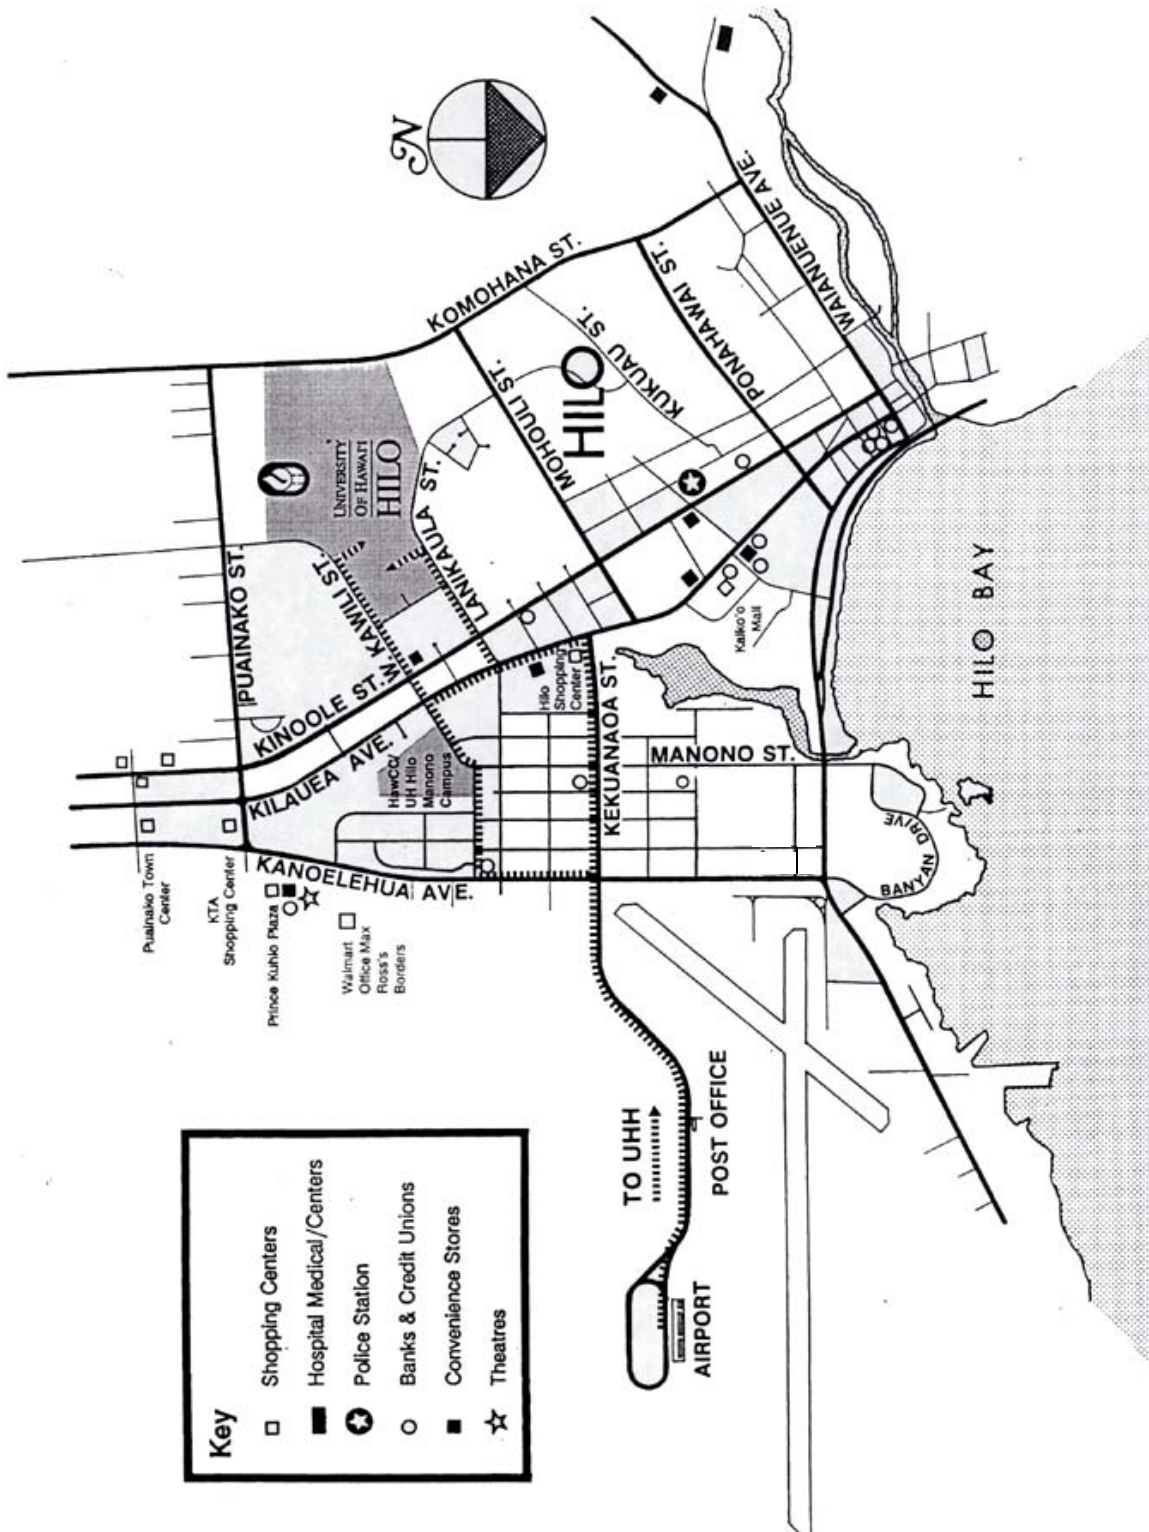 N
WAIANUENUE AVE.
KOMOHANA ST.
PONAHAWAI ST.
KUKUAU ST.
MOHOULI ST.
HILO
UNIVERSITY
OF HAWAI'I
HILO
LANIKAULA ST.
W. KAWILI ST.
PUAINAKO ST.
KINOOLE ST.
KILAUEA AVE.
KANOELEHUA AVE.
HawCC/
UH Hilo
Manono
Campus
Hilo
Shopping
Center
KEKUANAOA ST.
MANONO ST.
Kaiko'o
Mall
HILO BAY
BANYAN DRIVE
Puainako Town
Center
KTA
Shopping Center
Prince Kuhio Plaza
Walmart
Office Max
Ross's
Borders
TO UHH
POST OFFICE
AIRPORT
Key
Shopping Centers
Hospital Medical/Centers
Police Station
Banks & Credit Unions
Convenience Stores
Theatres